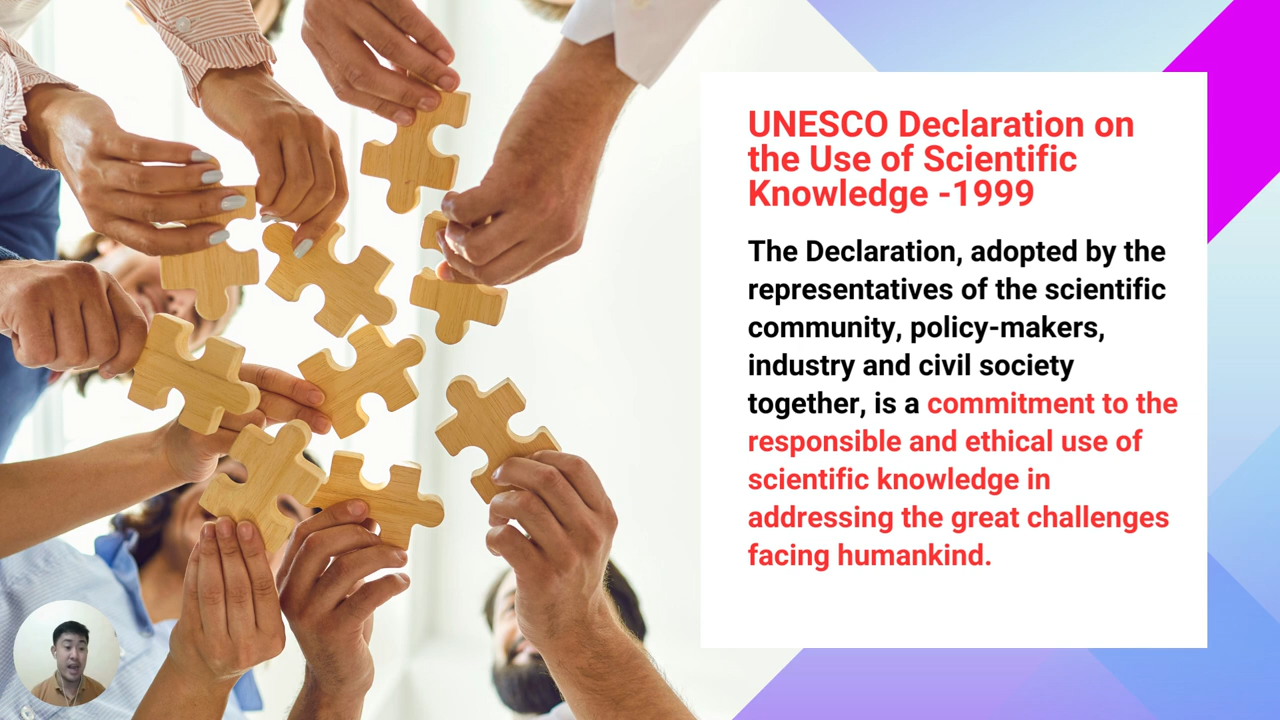 UNESCO Declaration on
the Use of Scientific
Knowledge -1999
The Declaration, adopted by the
representatives of the scientific
community, policy-makers,
industry and civil society
together, is a commitment to the
responsible and ethical use of
scientific knowledge in
addressing the great challenges
facing humankind.